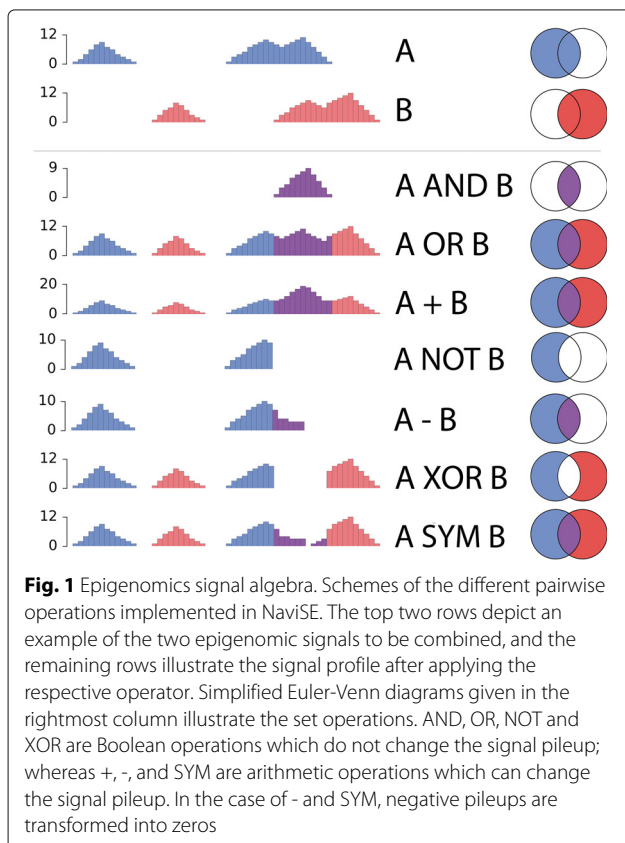 12
0
A
12
0
B
9
0
A AND B
12
0
A OR B
20
0
A + B
10
0
A NOT B
10
0
A - B
12
0
A XOR B
12
0
A SYM B
Fig. 1 Epigenomics signal algebra. Schemes of the different pairwise
operations implemented in NaviSE. The top two rows depict an
example of the two epigenomic signals to be combined, and the
remaining rows illustrate the signal profile after applying the
respective operator. Simplified Euler-Venn diagrams given in the
rightmost column illustrate the set operations. AND, OR, NOT and
XOR are Boolean operations which do not change the signal pileup;
whereas +, -, and SYM are arithmetic operations which can change
the signal pileup. In the case of - and SYM, negative pileups are
transformed into zeros